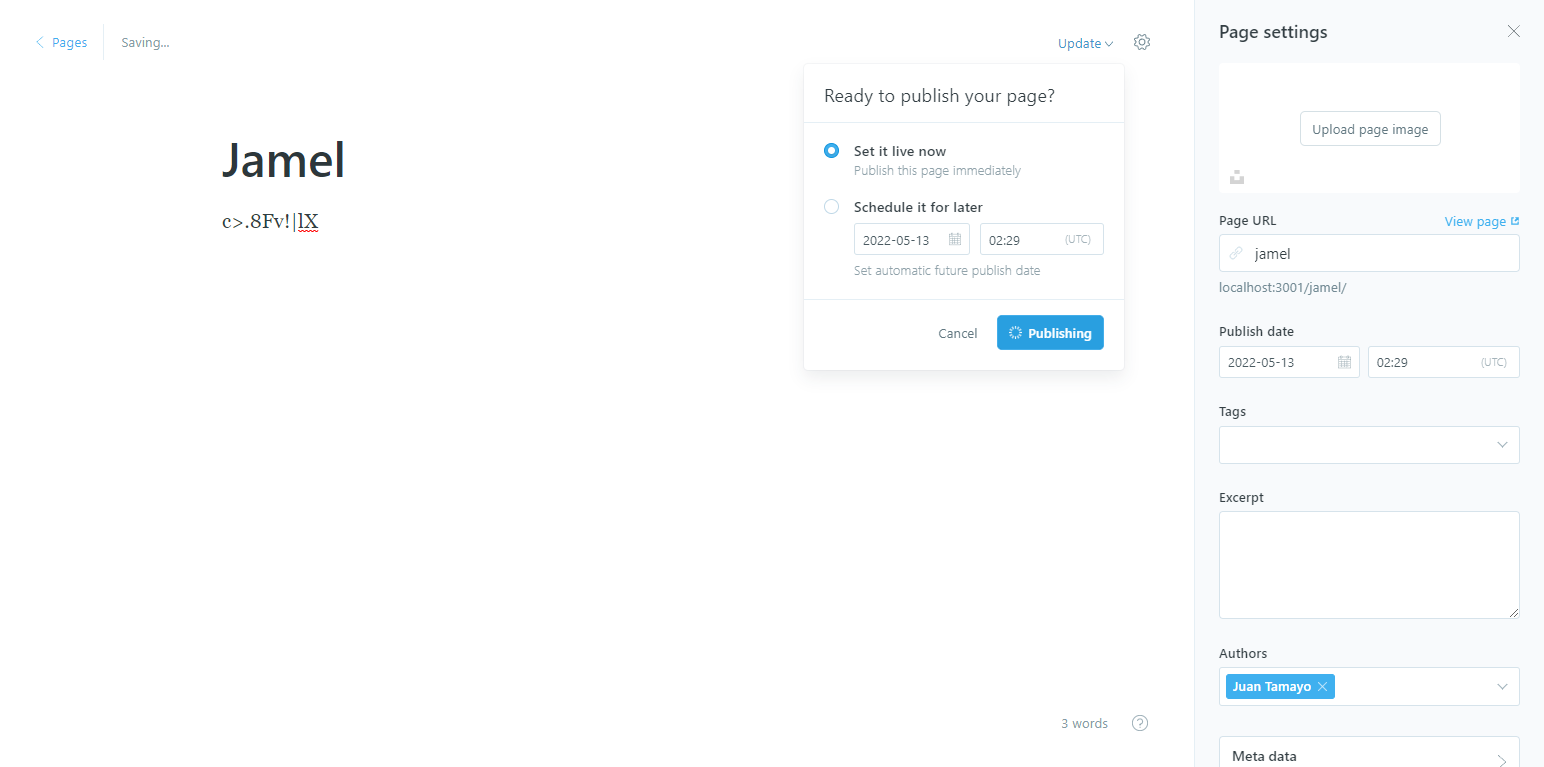 Pages
Saving...
Update
Jamel
c>.8Fv!|lX
Ready to publish your page?
Set it live now
Publish this page immediately
Schedule it for later
2022-05-13 02:29 (UTC)
Set automatic future publish date
Cancel Publishing
3 words
Page settings
Upload page image
Page URL View page
jamel
localhost:3001/jamel/
Publish date
2022-05-13 02:29 (UTC)
Tags
Excerpt
Authors
Juan Tamayo
Meta data